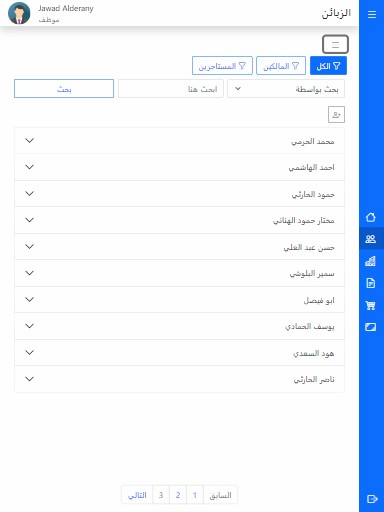 الزبائن
Jawad Alderany
موظف
الكل
المالكين
المستاجرين
بحث بواسطة
ابحث هنا
بحث
محمد الحرمي
احمد الهاشمي
حمود الحارثي
مختار حمود الهنائي
حسن عبد العلي
سمير البلوشي
ابو فيصل
يوسف الحمادي
هود السعدي
ناصر الحارثي
السابق 1 2 3 التالي